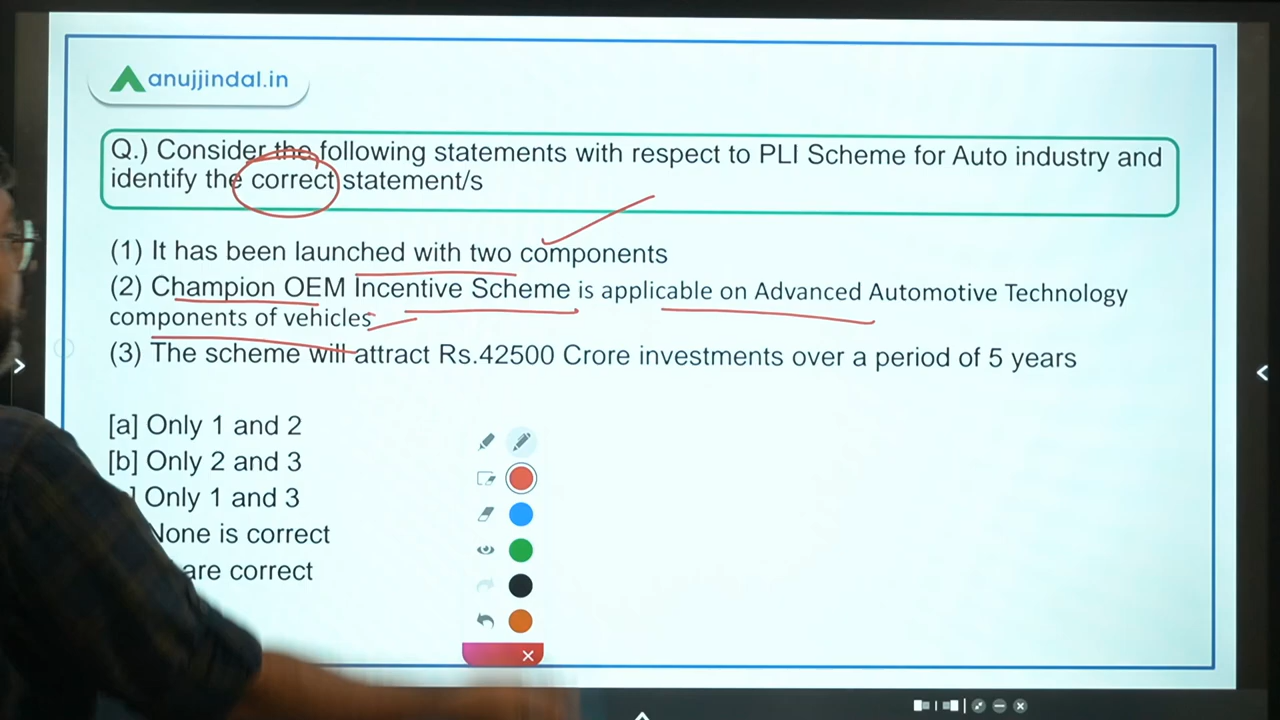 anujjindal.in
Q.) Consider the following statements with respect to PLI Scheme for Auto industry and
identify the correct statement/s
(1) It has been launched with two components
(2) Champion OEM Incentive Scheme is applicable on Advanced Automotive Technology
components of vehicles
(3) The scheme will attract Rs.42500 Crore investments over a period of 5 years
[a] Only 1 and 2
[b] Only 2 and 3
] Only 1 and 3
None is correct
are correct